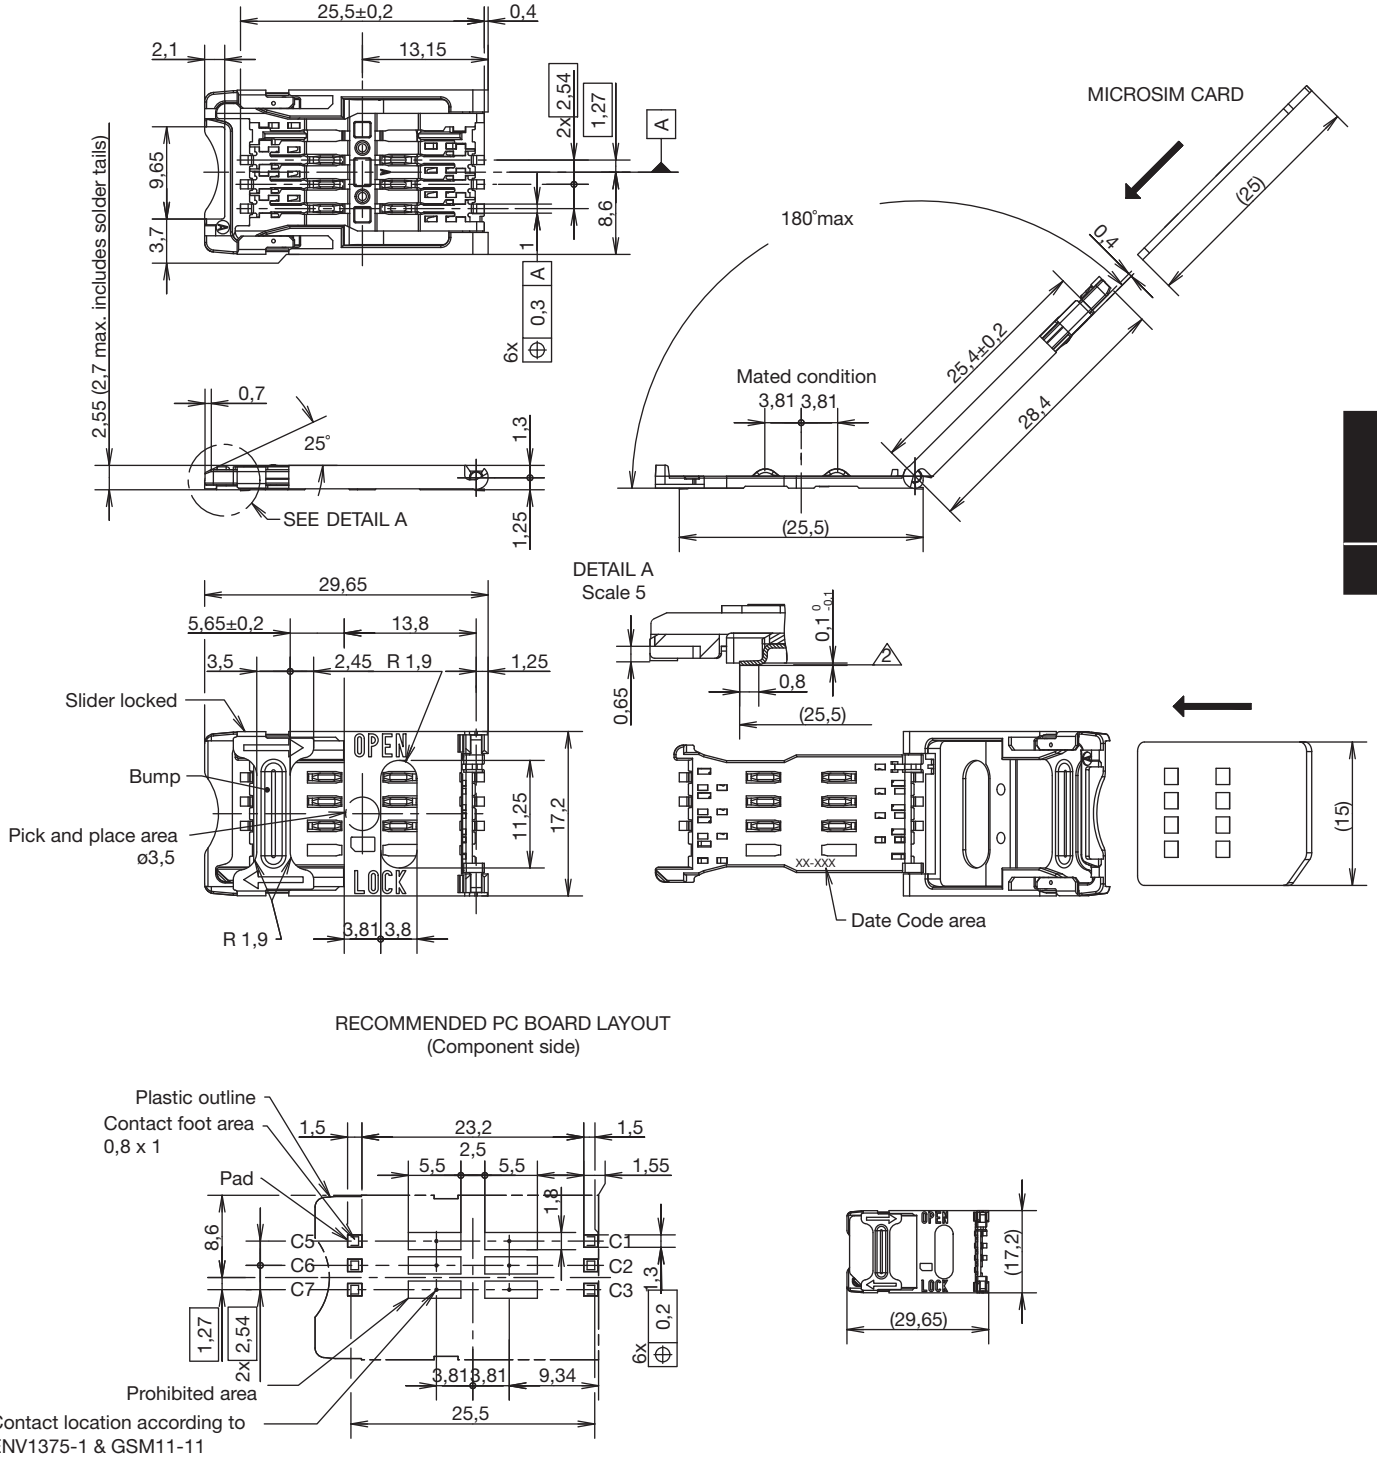 25,5±0,2
0,4
2,1
13,15
2x 2,54
1,27
A
9,65
3,7
8,6
1
6x ⌖ 0,3 A
A
2,55 (2,7 max. includes solder tails)
MICROSIM CARD
(25)
180°max
0,4
25,4±0,2
28,4
Mated condition
3,81 3,81
(25,5)
0,7
25°
1,3
1,25
SEE DETAIL A
29,65
5,65±0,2
13,8
3,5
2,45
R 1,9
1,25
Slider locked
Bump
Pick and place area
ø3,5
OPEN
LOCK
11,25
17,2
R 1,9
3,81 3,8
DETAIL A
Scale 5
0,1 0 -0,1
2
0,65
0,8
(25,5)
XX-XXX
Date Code area
(15)
RECOMMENDED PC BOARD LAYOUT
(Component side)
Plastic outline
Contact foot area
0,8 x 1
Pad
1,5
23,2
1,5
2,5
5,5
5,5
1,55
1,8
8,6
C5
C1
C6
C2
C7
C3
1,3
1,27
2x 2,54
6x ⌖ 0,2
3,81 3,81
9,34
25,5
Prohibited area
Contact location according to
ENV1375-1 & GSM11-11
OPEN
LOCK
(17,2)
(29,65)